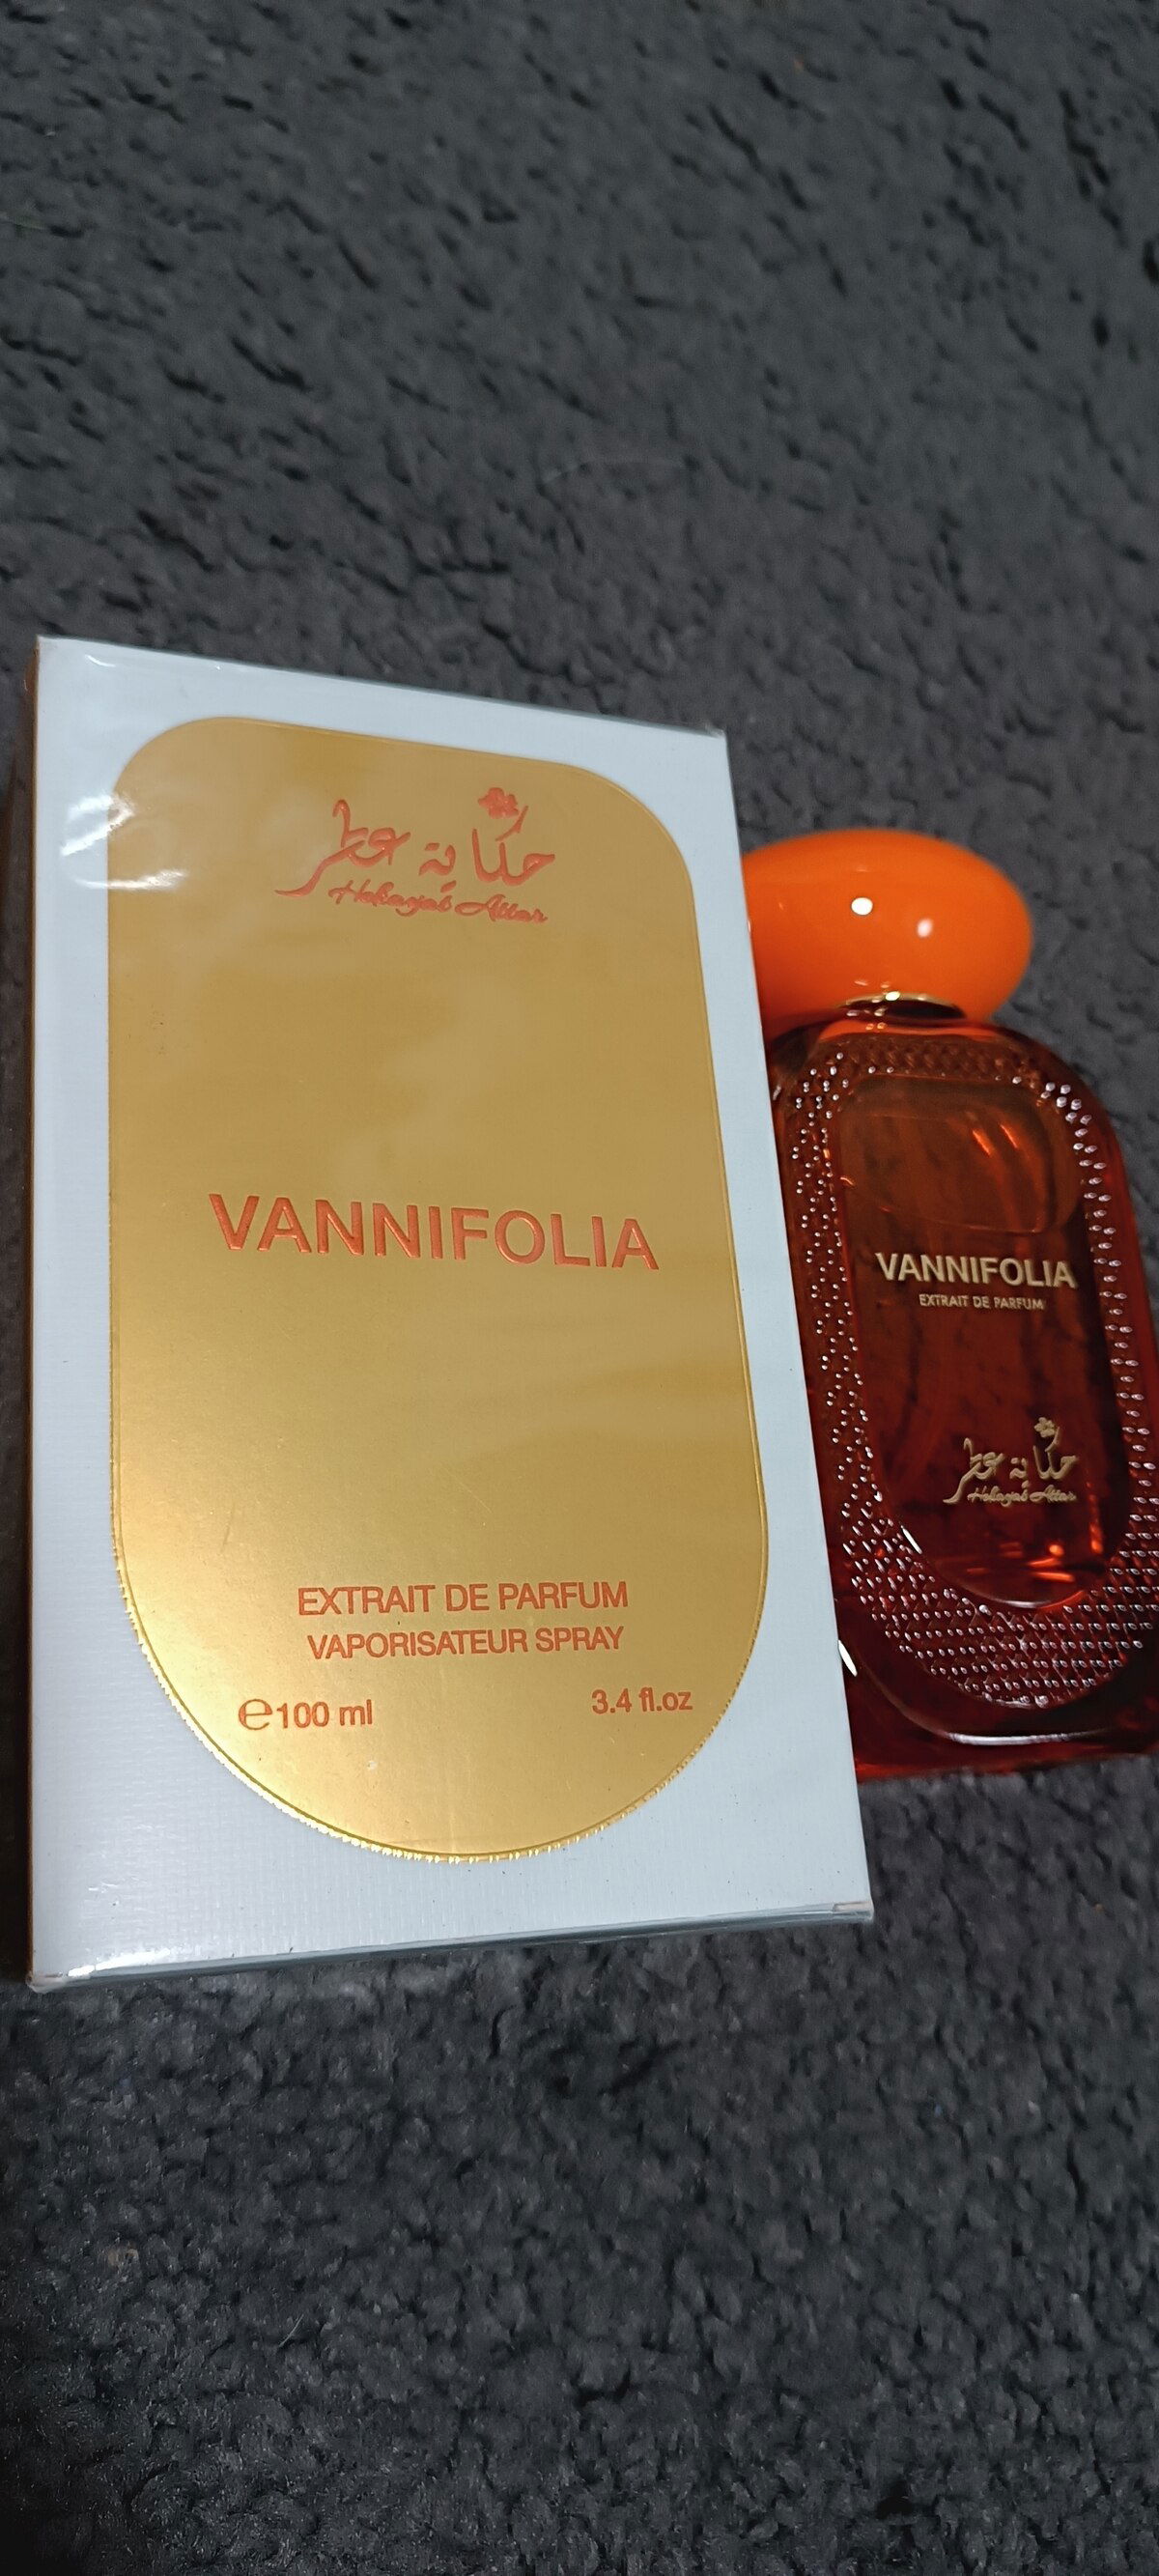 حكاية عطر
Hekayat Attar
VANNIFOLIA
EXTRAIT DE PARFUM
VAPORISATEUR SPRAY
℮100 ml
3.4 fl.oz
VANNIFOLIA
EXTRAIT DE PARFUM
حكاية عطر
Hekayat Attar